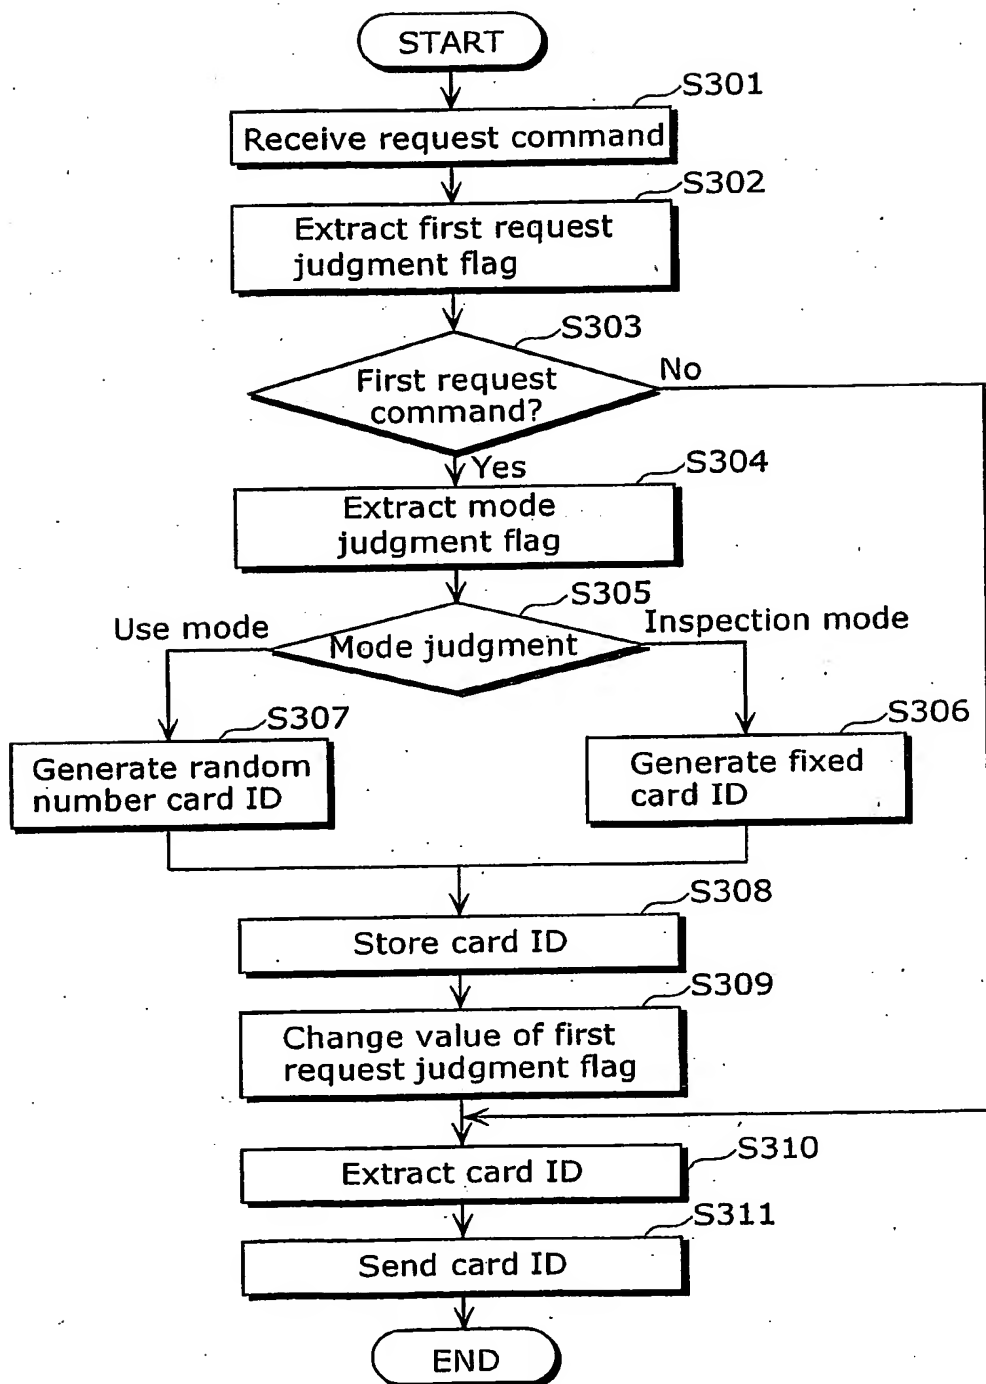 START
S301
Receive request command
S302
Extract first request
judgment flag
S303
First request
command?
No
Yes
S304
Extract mode
judgment flag
S305
Use mode
Mode judgment
Inspection mode
S307
Generate random
number card ID
S306
Generate fixed
card ID
S308
Store card ID
S309
Change value of first
request judgment flag
S310
Extract card ID
S311
Send card ID
END